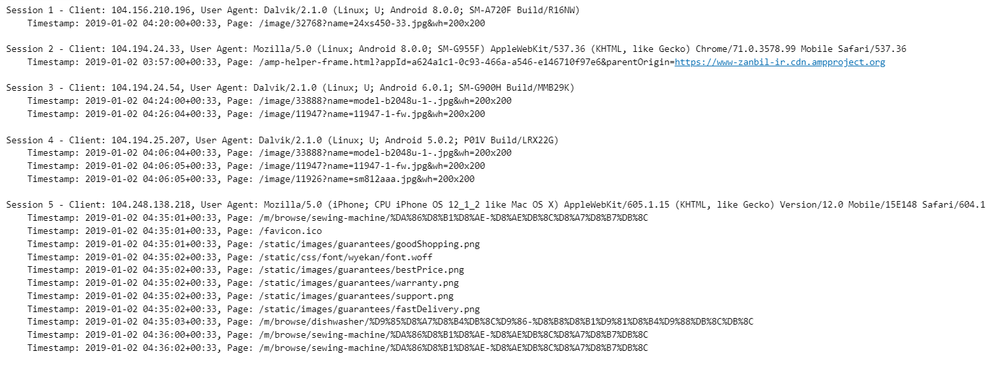 Session 1 - Client: 104.156.210.196, User Agent: Dalvik/2.1.0 (Linux; U; Android 8.0.0; SM-A720F Build/R16NW)
Timestamp: 2019-01-02 04:20:00+00:33, Page: /image/32768?name=24xs450-33.jpg&wh=200x200
Session 2 - Client: 104.194.24.33, User Agent: Mozilla/5.0 (Linux; Android 8.0.0; SM-G955F) AppleWebKit/537.36 (KHTML, like Gecko) Chrome/71.0.3578.99 Mobile Safari/537.36
Timestamp: 2019-01-02 03:57:00+00:33, Page: /amp-helper-frame.html?appId=a624a1c1-0c93-466a-a546-e146710f97e6&parentOrigin=https://www-zanbil-ir.cdn.ampproject.org
Session 3 - Client: 104.194.24.54, User Agent: Dalvik/2.1.0 (Linux; U; Android 6.0.1; SM-G900H Build/MMB29K)
Timestamp: 2019-01-02 04:24:00+00:33, Page: /image/33888?name=model-b2048u-1-.jpg&wh=200x200
Timestamp: 2019-01-02 04:26:04+00:33, Page: /image/11947?name=11947-1-fw.jpg&wh=200x200
Session 4 - Client: 104.194.25.207, User Agent: Dalvik/2.1.0 (Linux; U; Android 5.0.2; P01V Build/LRX22G)
Timestamp: 2019-01-02 04:06:04+00:33, Page: /image/33888?name=model-b2048u-1-.jpg&wh=200x200
Timestamp: 2019-01-02 04:06:05+00:33, Page: /image/11947?name=11947-1-fw.jpg&wh=200x200
Timestamp: 2019-01-02 04:06:05+00:33, Page: /image/11926?name=sm812aaa.jpg&wh=200x200
Session 5 - Client: 104.248.138.218, User Agent: Mozilla/5.0 (iPhone; CPU iPhone OS 12_1_2 like Mac OS X) AppleWebKit/605.1.15 (KHTML, like Gecko) Version/12.0 Mobile/15E148 Safari/604.1
Timestamp: 2019-01-02 04:35:01+00:33, Page: /m/browse/sewing-machine/%DA%86%D8%B1%D8%AE-%D8%AE%DB%8C%D8%A7%D8%B7%DB%8C
Timestamp: 2019-01-02 04:35:01+00:33, Page: /favicon.ico
Timestamp: 2019-01-02 04:35:01+00:33, Page: /static/images/guarantees/goodShopping.png
Timestamp: 2019-01-02 04:35:02+00:33, Page: /static/css/font/wyekan/font.woff
Timestamp: 2019-01-02 04:35:02+00:33, Page: /static/images/guarantees/bestPrice.png
Timestamp: 2019-01-02 04:35:02+00:33, Page: /static/images/guarantees/warranty.png
Timestamp: 2019-01-02 04:35:02+00:33, Page: /static/images/guarantees/support.png
Timestamp: 2019-01-02 04:35:02+00:33, Page: /static/images/guarantees/fastDelivery.png
Timestamp: 2019-01-02 04:35:03+00:33, Page: /m/browse/dishwasher/%D9%85%D8%A7%D8%B4%DB%8C%D9%86-%D8%B8%D8%B1%D9%81%D8%B4%D9%88%DB%8C%DB%8C
Timestamp: 2019-01-02 04:36:00+00:33, Page: /m/browse/sewing-machine/%DA%86%D8%B1%D8%AE-%D8%AE%DB%8C%D8%A7%D8%B7%DB%8C
Timestamp: 2019-01-02 04:36:02+00:33, Page: /m/browse/sewing-machine/%DA%86%D8%B1%D8%AE-%D8%AE%DB%8C%D8%A7%D8%B7%DB%8C